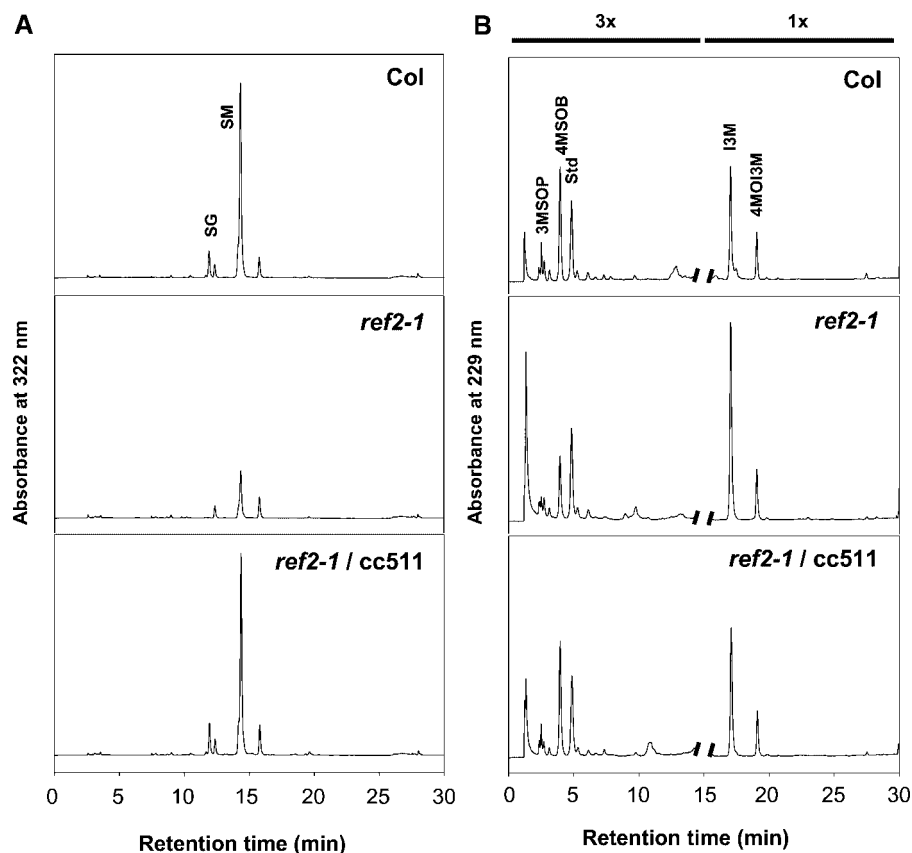 A
Col
SM
SG
ref2-1
ref2-1 / cc511
Absorbance at 322 nm
0 5 10 15 20 25 30
Retention time (min)
B
3x 1x
Col
3MSOP
4MSOB
Std
I3M
4MOI3M
ref2-1
ref2-1 / cc511
Absorbance at 229 nm
0 5 10 15 20 25 30
Retention time (min)